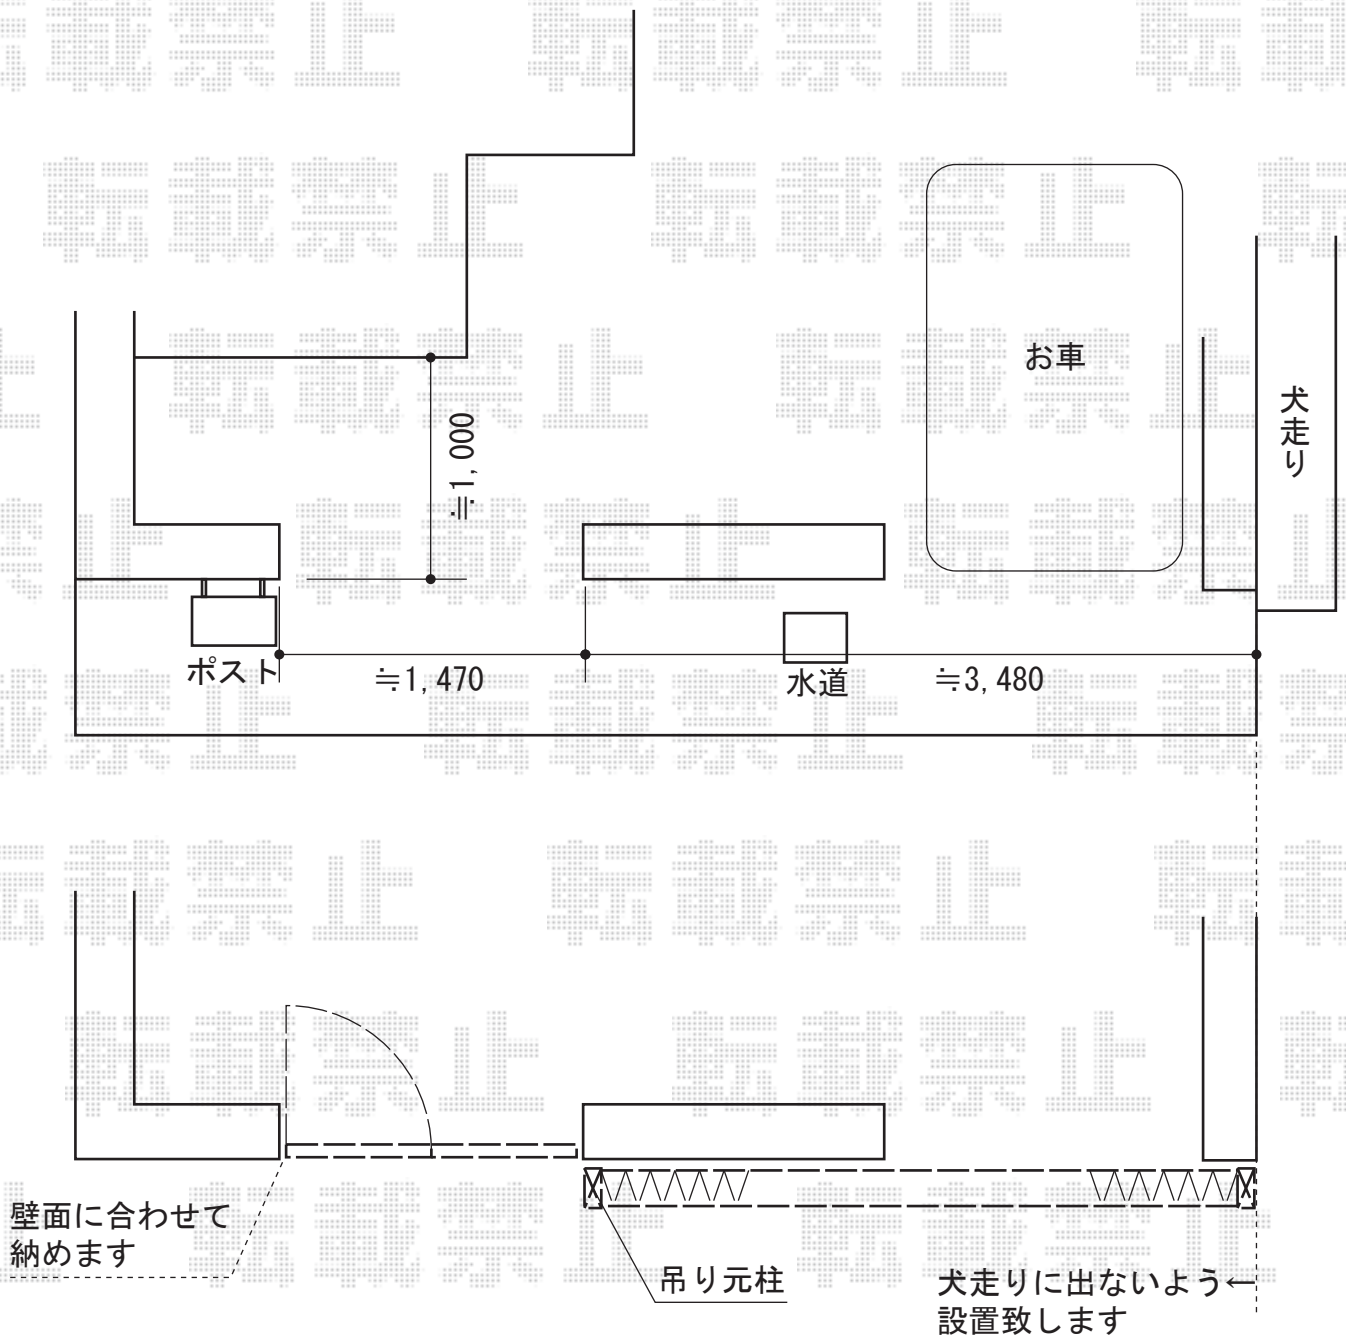 転載禁止
お車
犬走り
≒1,000
ポスト
≒1,470
水道
≒3,480
壁面に合わせて
納めます
吊り元柱
犬走りに出ないよう←
設置致します